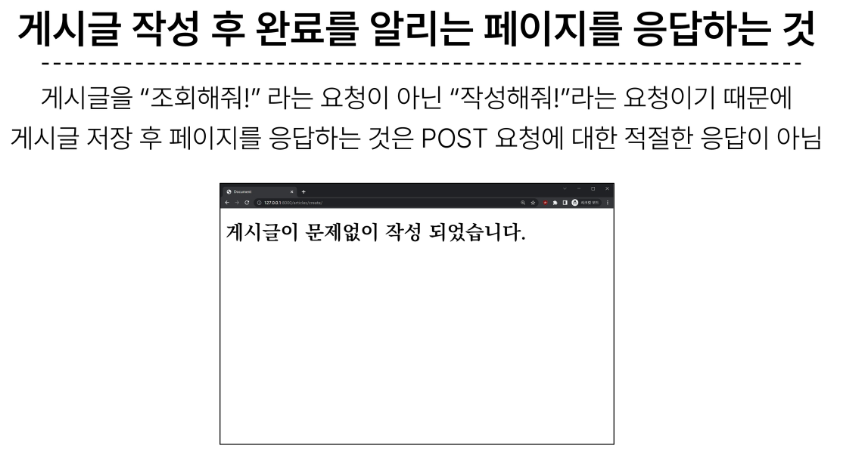 게시글 작성 후 완료를 알리는 페이지를 응답하는 것
게시글을 “조회해줘!” 라는 요청이 아닌 “작성해줘!”라는 요청이기 때문에
게시글 저장 후 페이지를 응답하는 것은 POST 요청에 대한 적절한 응답이 아님
Document
127.0.0.1:8000/articles/create/
게시글이 문제없이 작성 되었습니다.